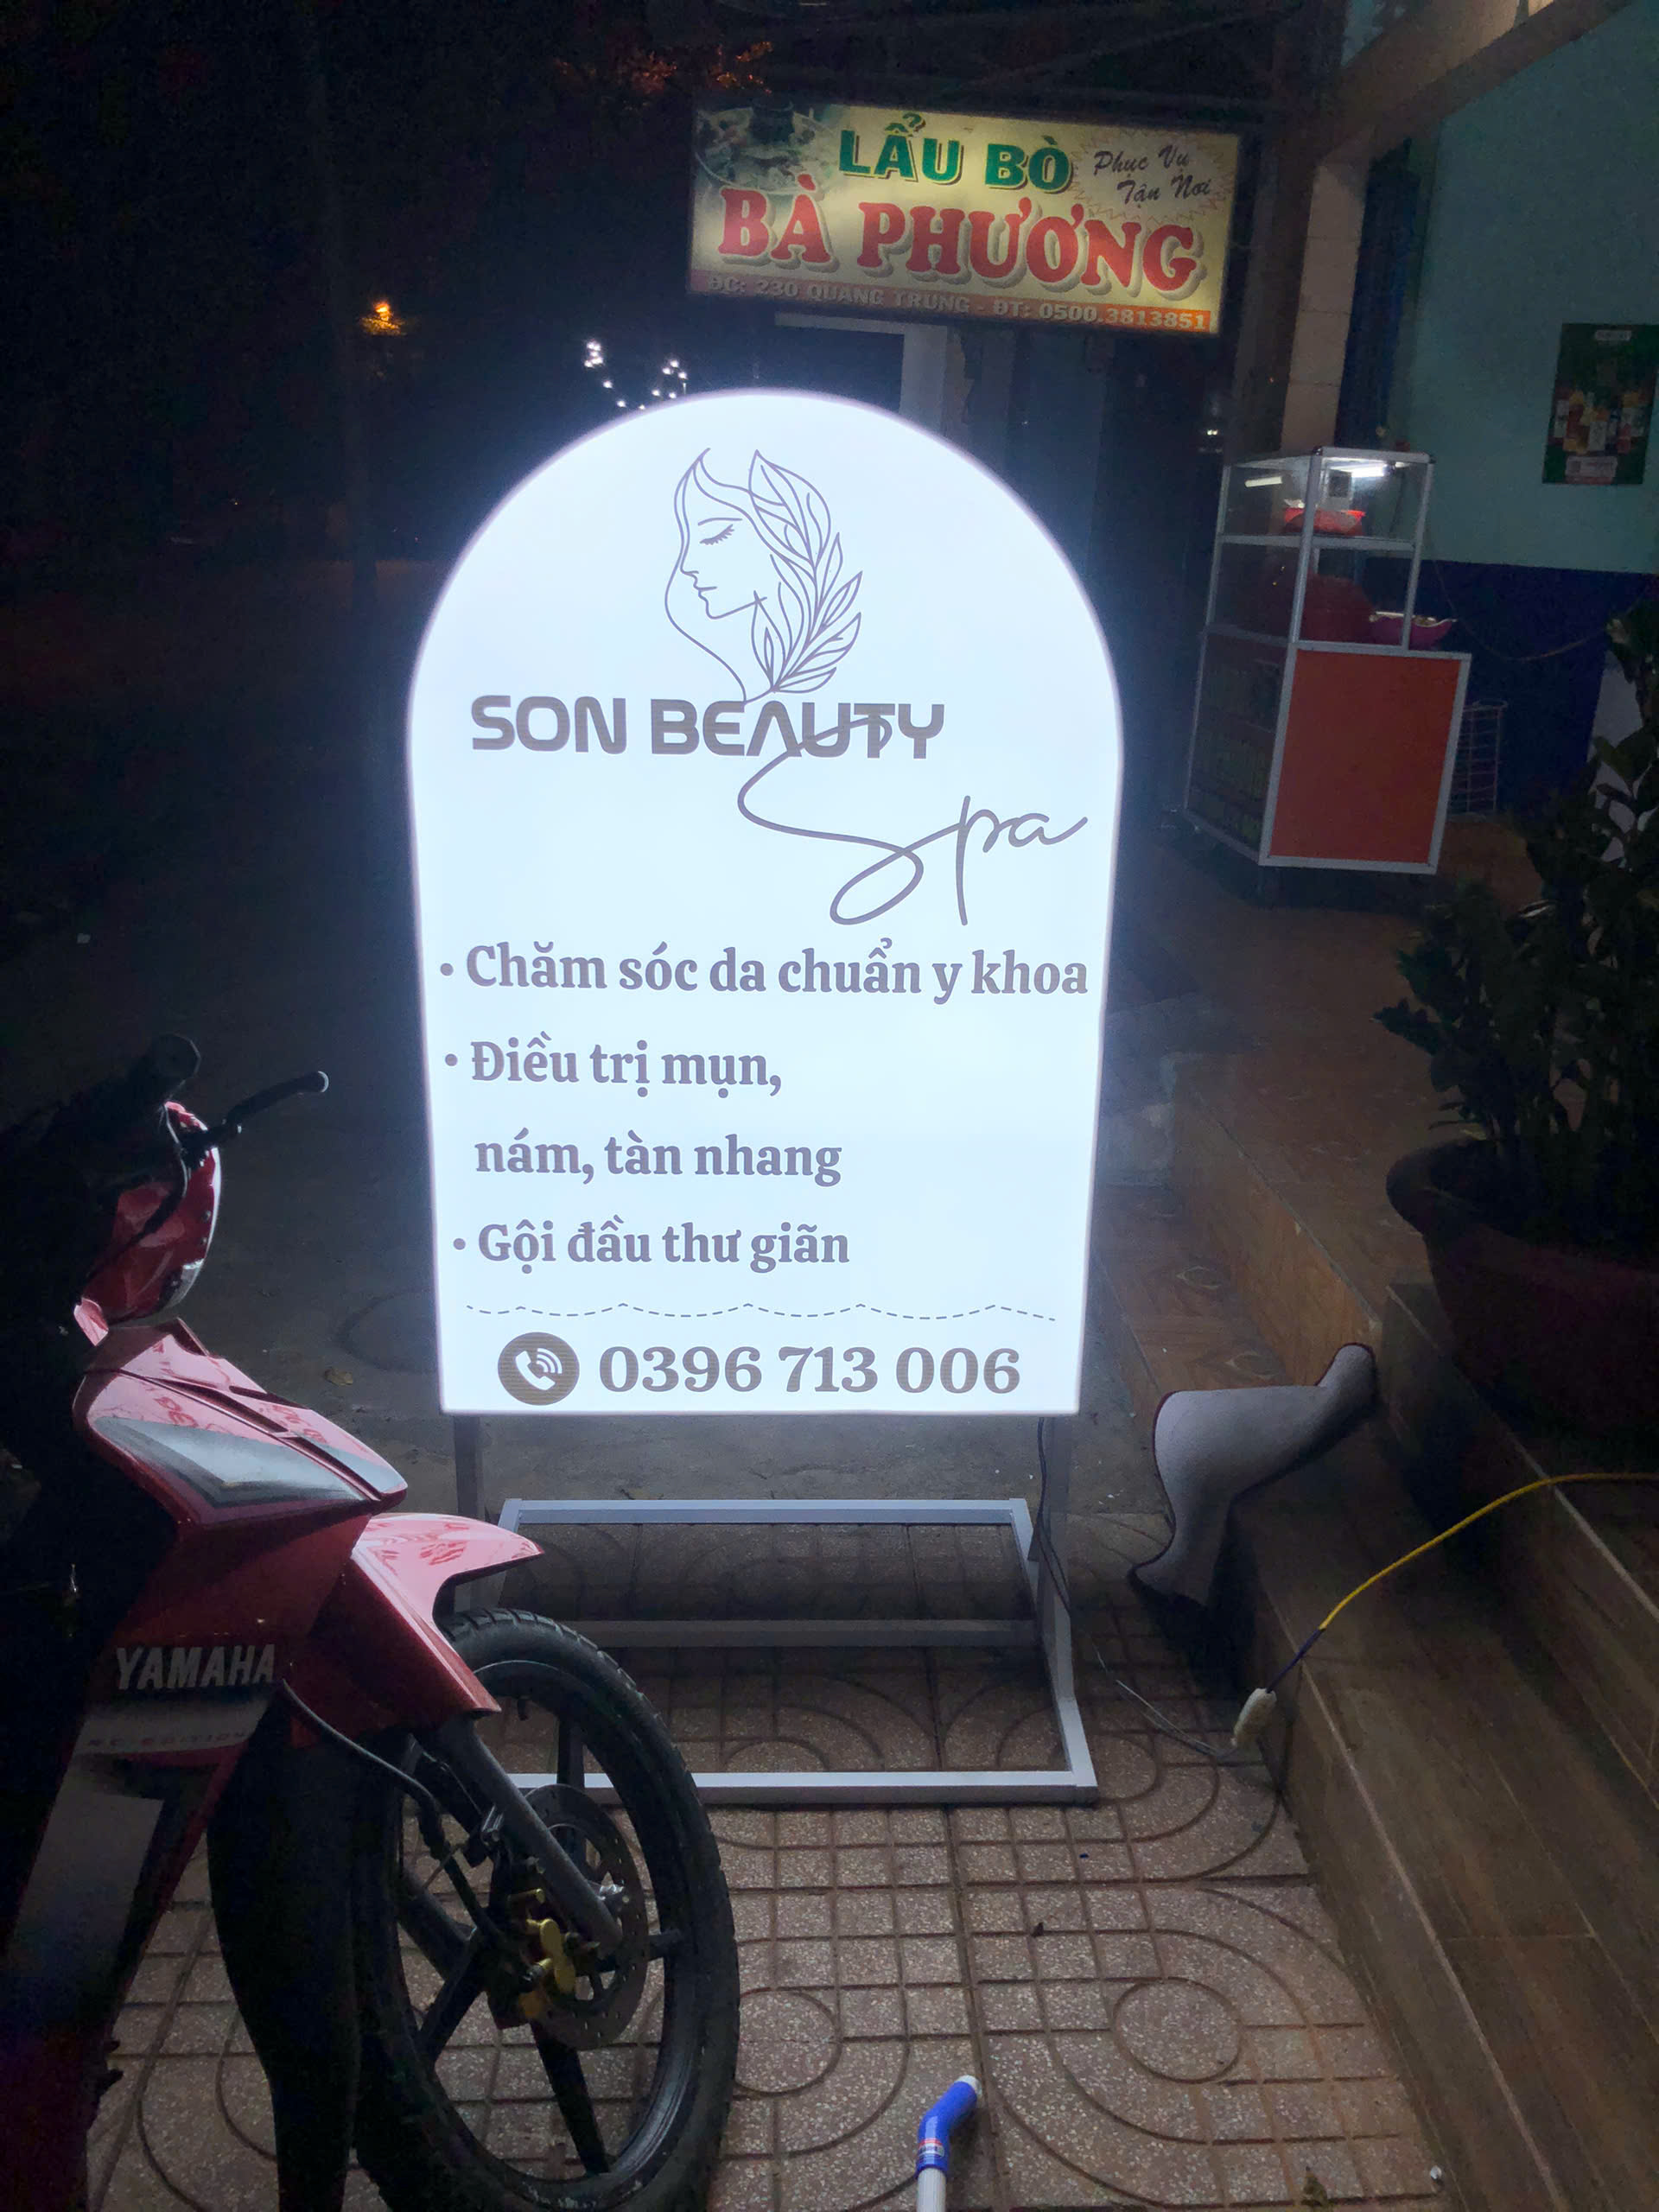 LẨU BÒ
Phục Vụ
Tận Nơi
BÀ PHƯƠNG
ĐC: 230 QUANG TRUNG - ĐT: 0500.3813851
SON BEAUTY
Spa
• Chăm sóc da chuẩn y khoa
• Điều trị mụn,
nám, tàn nhang
• Gội đầu thư giãn
0396 713 006
YAMAHA